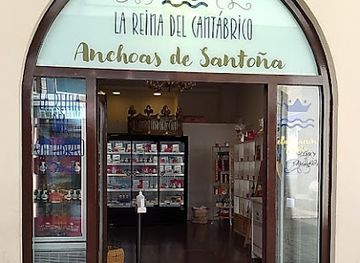 LA REINA DEL CANTÁBRICO
Anchoas de Santoña